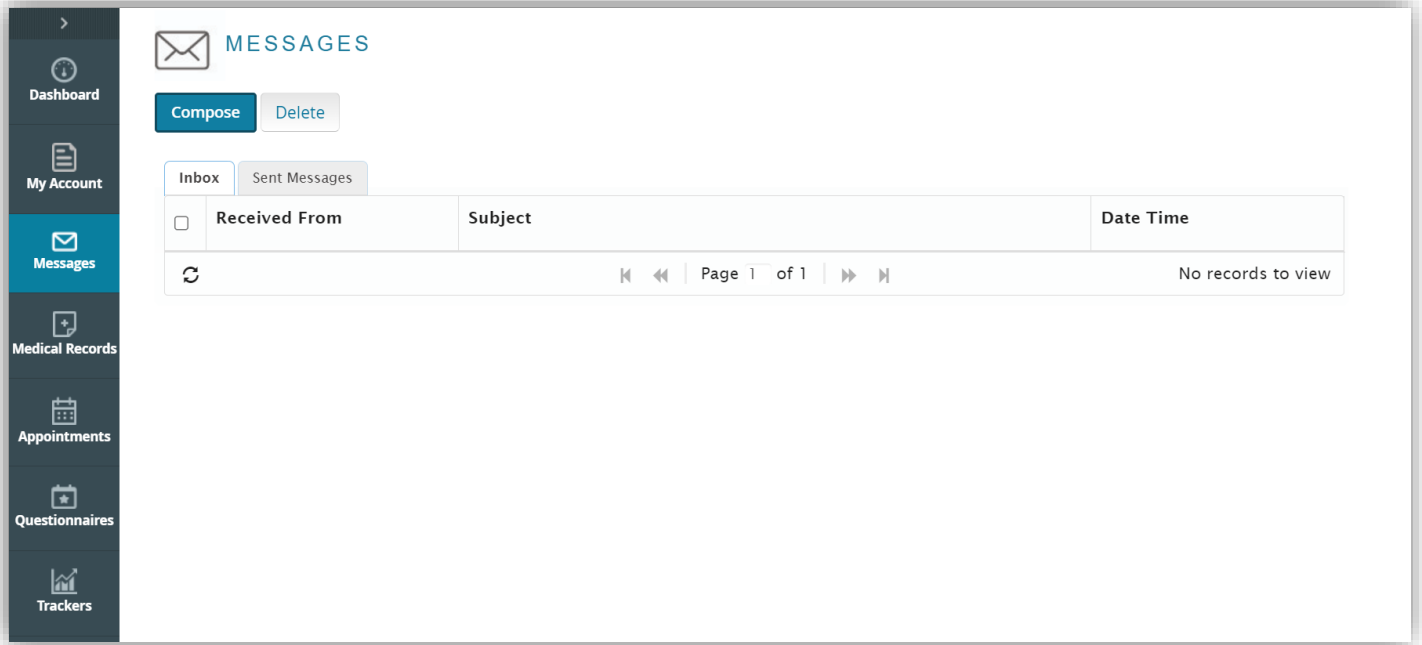 MESSAGES
Compose Delete
Inbox Sent Messages
Received From Subject Date Time
Page 1 of 1 No records to view
Dashboard
My Account
Messages
Medical Records
Appointments
Questionnaires
Trackers